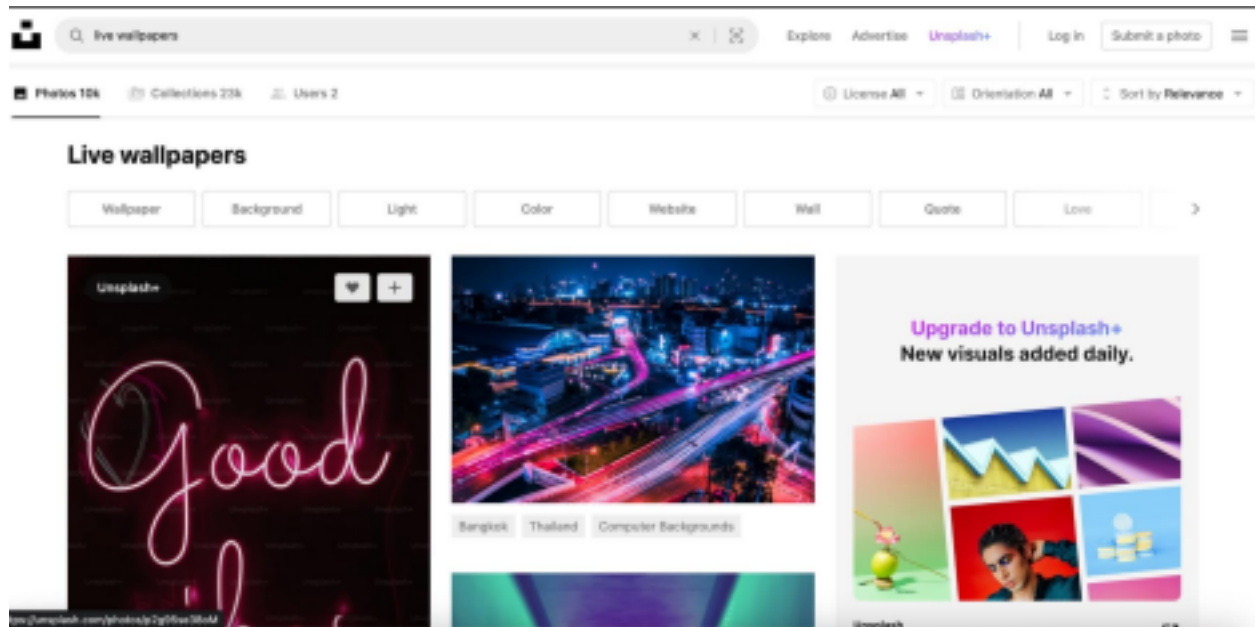 live wallpapers
Explore Advertise Unsplash+ Log in Submit a photo
Photos 10k Collections 23k Users 2
License All Orientation All Sort by Relevance
Live wallpapers
Wallpaper Background Light Color Website Wall Quote Love
Unsplash+
Good
Bangkok Thailand Computer Backgrounds
Upgrade to Unsplash+
New visuals added daily.
Unsplash